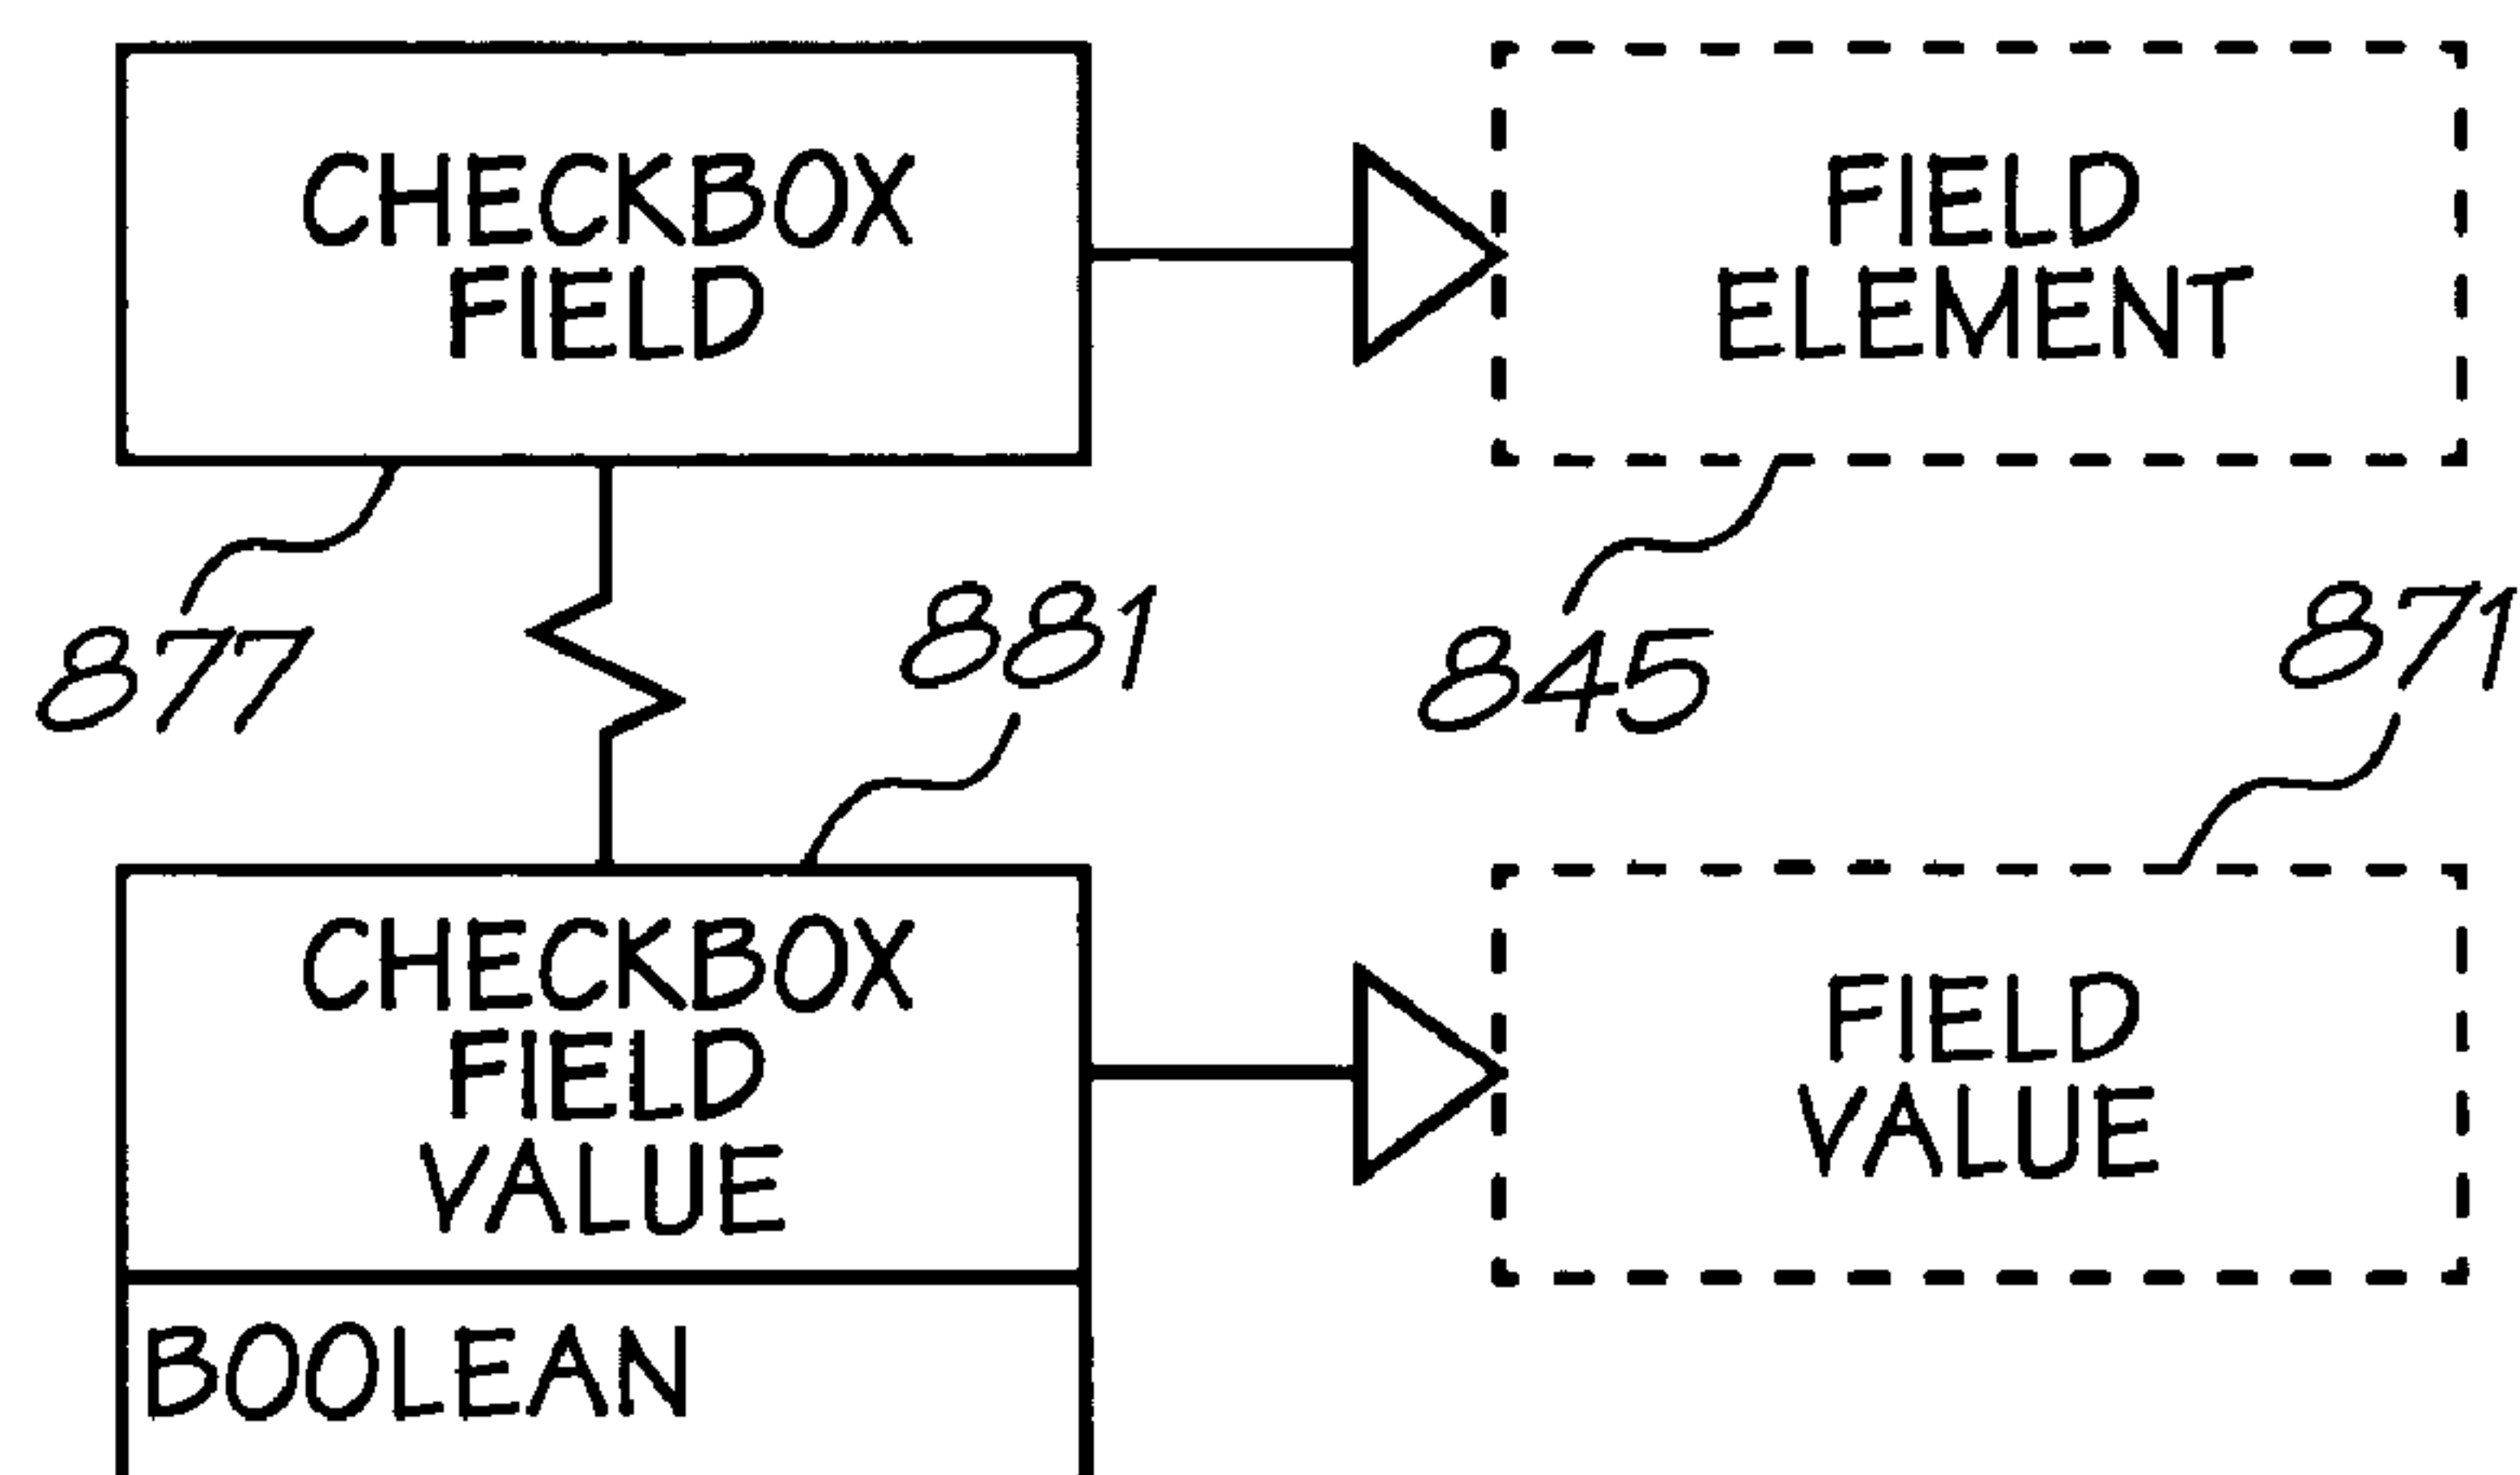 CHECKBOX
FIELD
FIELD
ELEMENT
877
881
845
871
CHECKBOX
FIELD
VALUE
FIELD
VALUE
BOOLEAN